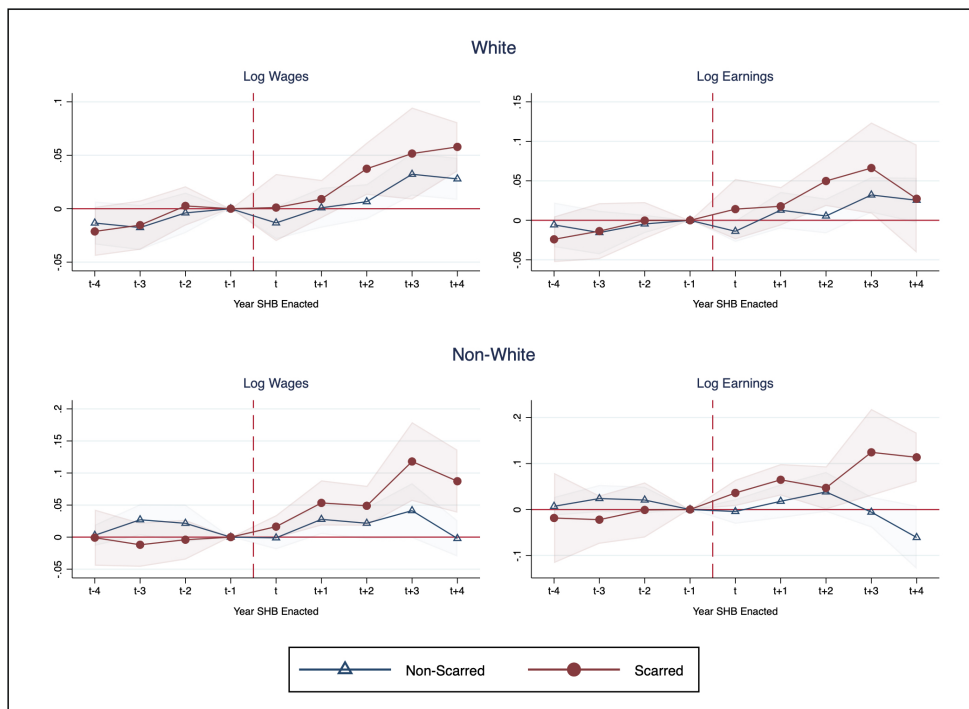 White
Log Wages
.1
.05
0
-.05
t-4 t-3 t-2 t-1 t t+1 t+2 t+3 t+4
Year SHB Enacted
Log Earnings
.15
.1
.05
0
-.05
t-4 t-3 t-2 t-1 t t+1 t+2 t+3 t+4
Year SHB Enacted
Non-White
Log Wages
.2
.15
.1
.05
0
-.05
t-4 t-3 t-2 t-1 t t+1 t+2 t+3 t+4
Year SHB Enacted
Log Earnings
.2
.1
0
-.1
t-4 t-3 t-2 t-1 t t+1 t+2 t+3 t+4
Year SHB Enacted
Non-Scarred Scarred